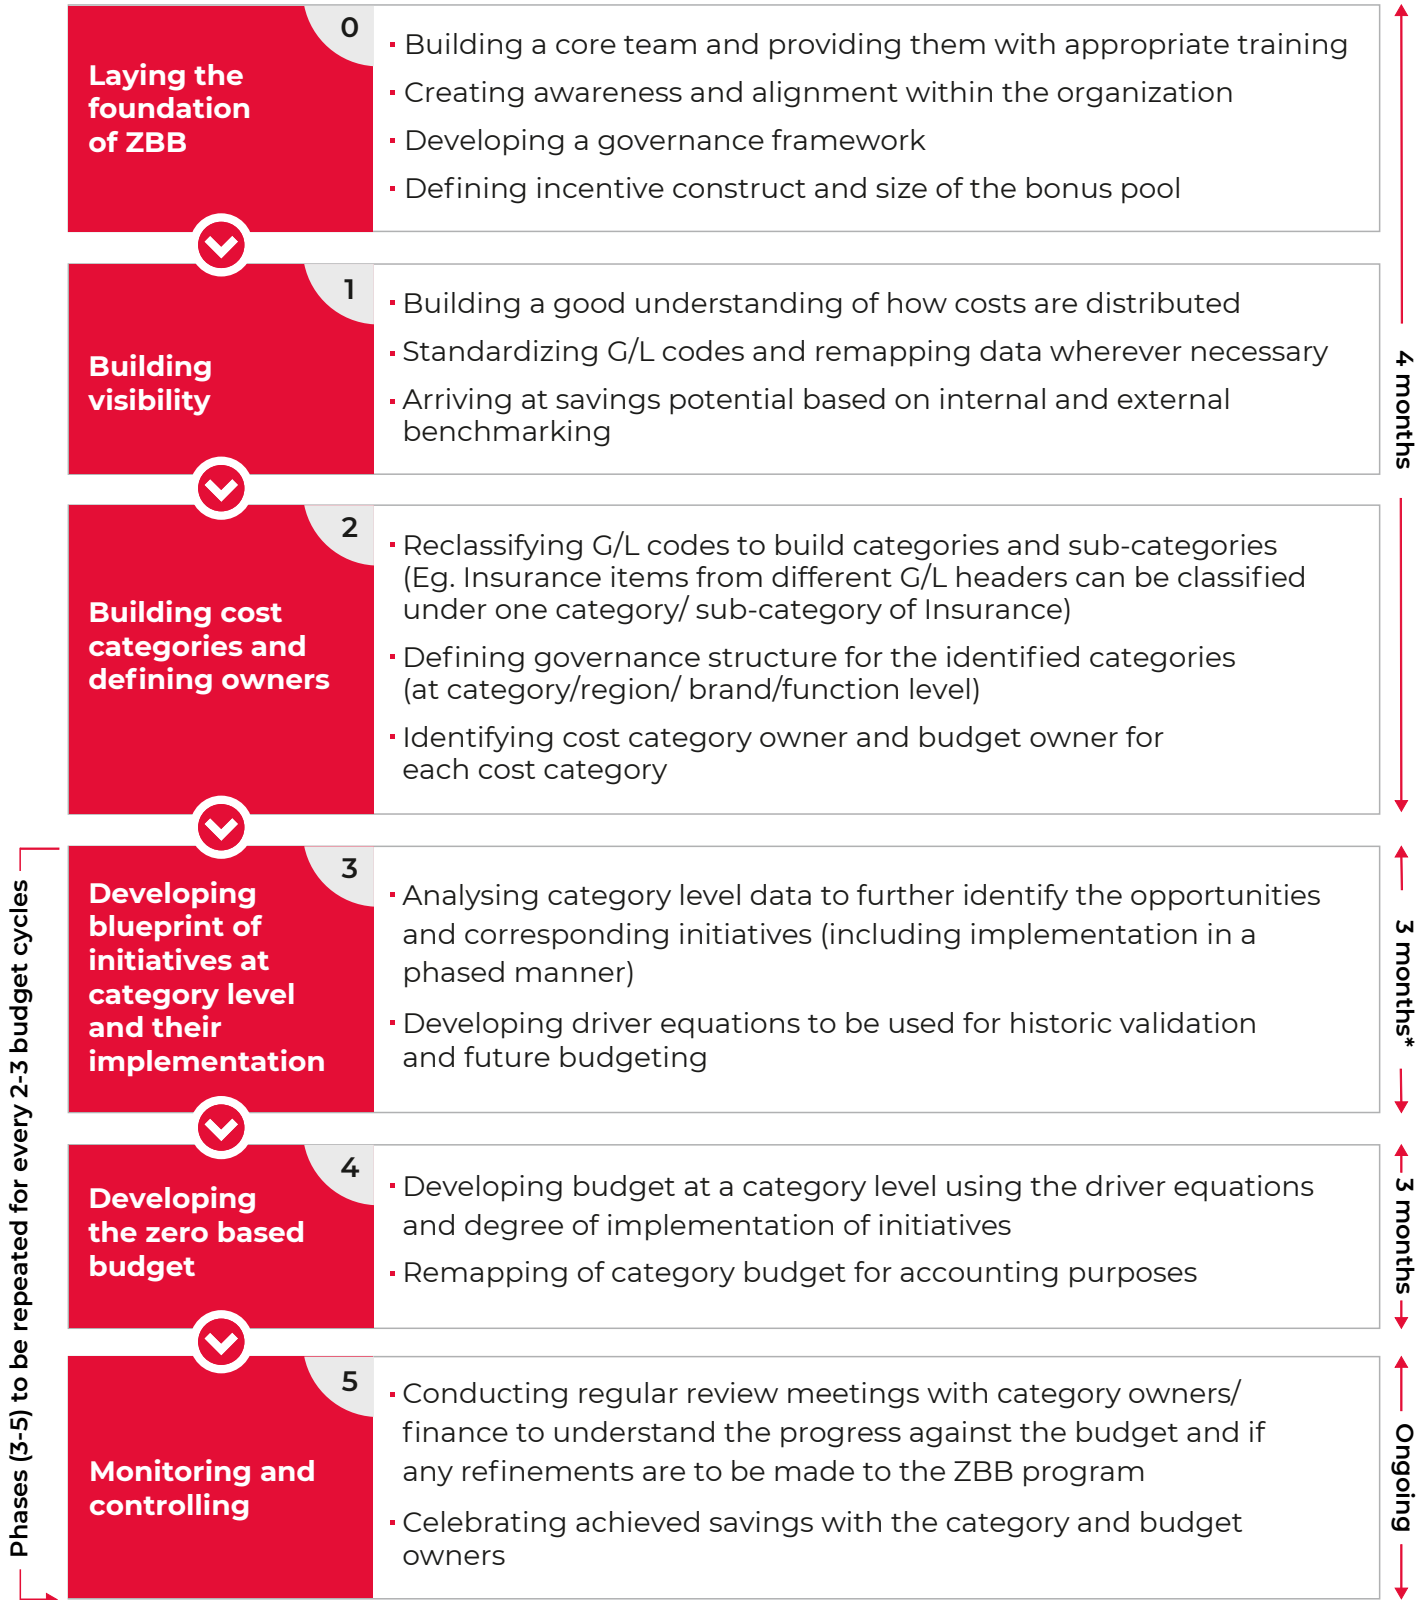 0
Laying the
foundation
of ZBB
▪ Building a core team and providing them with appropriate training
▪ Creating awareness and alignment within the organization
▪ Developing a governance framework
▪ Defining incentive construct and size of the bonus pool
1
Building
visibility
▪ Building a good understanding of how costs are distributed
▪ Standardizing G/L codes and remapping data wherever necessary
▪ Arriving at savings potential based on internal and external
benchmarking
2
Building cost
categories and
defining owners
▪ Reclassifying G/L codes to build categories and sub-categories
(Eg. Insurance items from different G/L headers can be classified
under one category/ sub-category of Insurance)
▪ Defining governance structure for the identified categories
(at category/region/ brand/function level)
▪ Identifying cost category owner and budget owner for
each cost category
4 months
3
Developing
blueprint of
initiatives at
category level
and their
implementation
▪ Analysing category level data to further identify the opportunities
and corresponding initiatives (including implementation in a
phased manner)
▪ Developing driver equations to be used for historic validation
and future budgeting
3 months*
4
Developing
the zero based
budget
▪ Developing budget at a category level using the driver equations
and degree of implementation of initiatives
▪ Remapping of category budget for accounting purposes
3 months
5
Monitoring and
controlling
▪ Conducting regular review meetings with category owners/
finance to understand the progress against the budget and if
any refinements are to be made to the ZBB program
▪ Celebrating achieved savings with the category and budget
owners
Ongoing
Phases (3-5) to be repeated for every 2-3 budget cycles